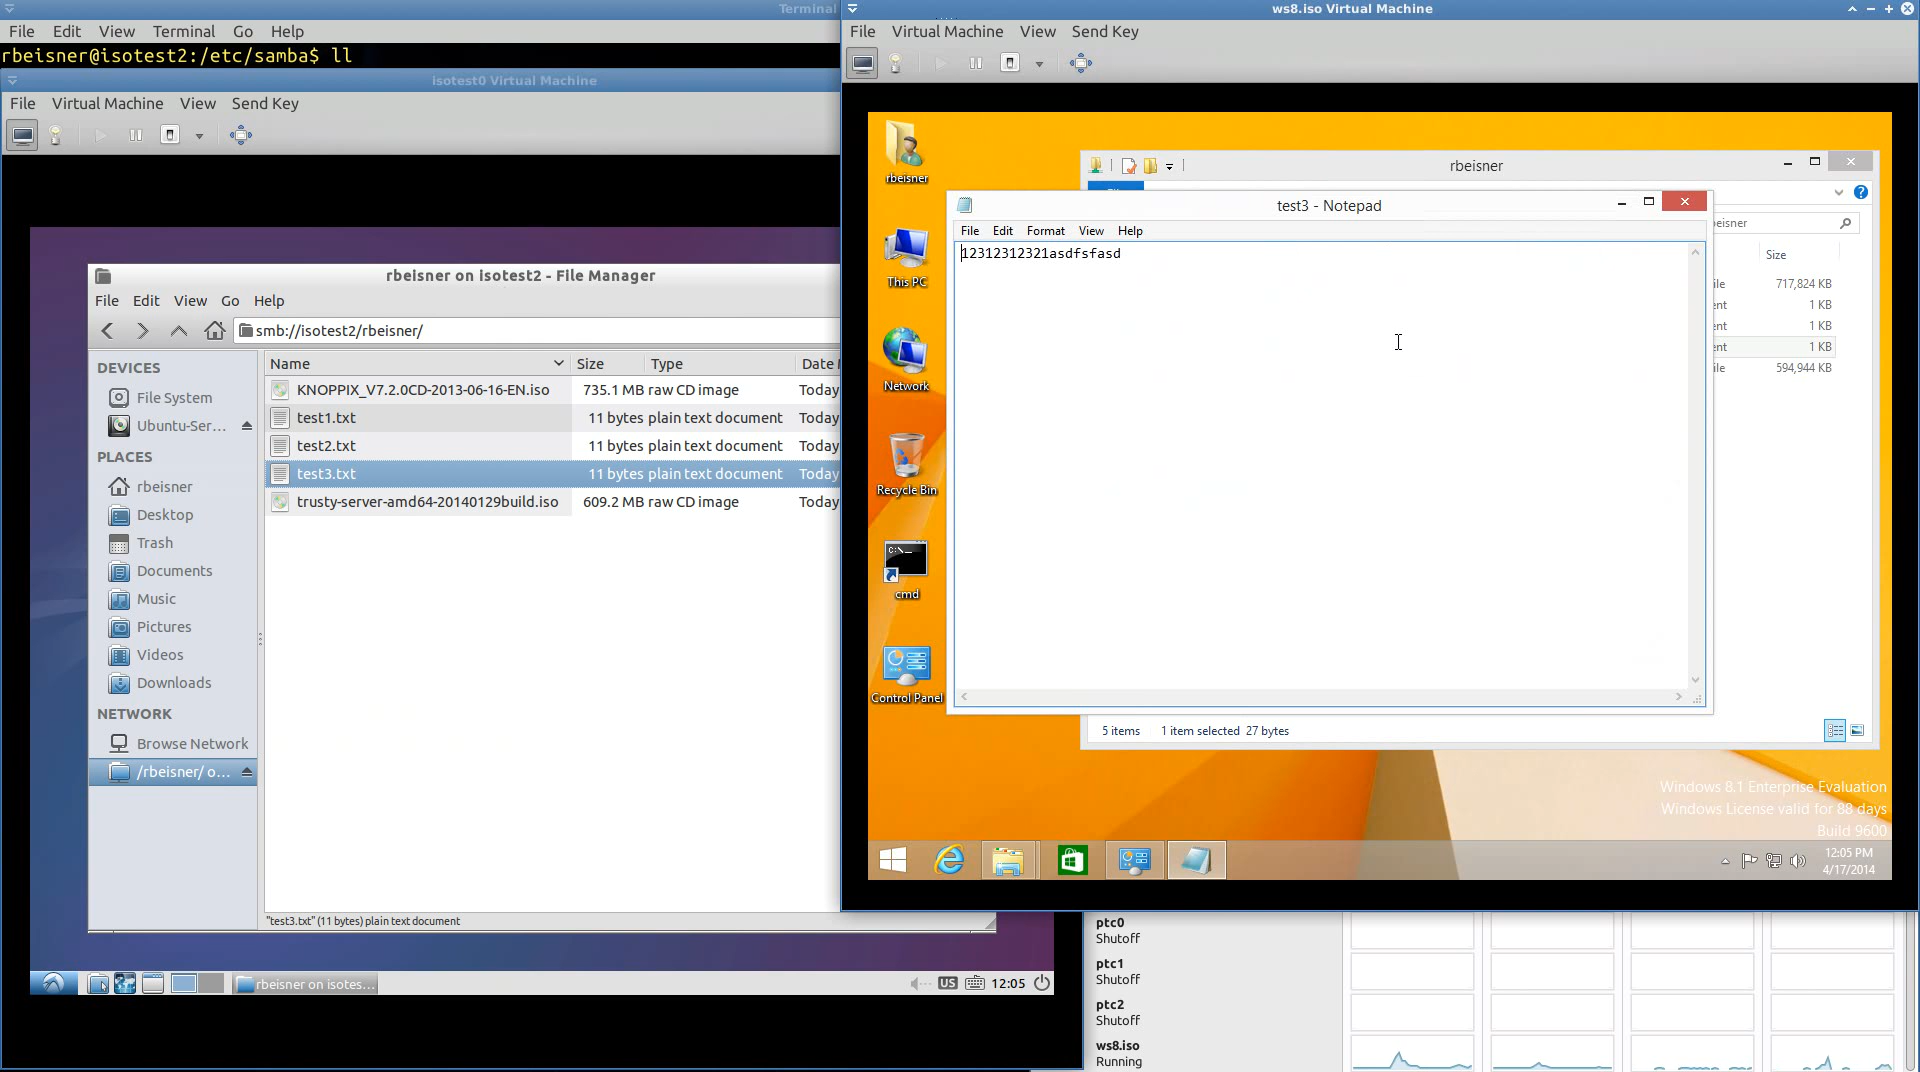 Terminal
File Edit View Terminal Go Help
rbeisner@isotest2:/etc/samba$ ll
isotest0 Virtual Machine
File Virtual Machine View Send Key
rbeisner on isotest2 - File Manager
File Edit View Go Help
smb://isotest2/rbeisner/
DEVICES
File System
Ubuntu-Ser...
PLACES
rbeisner
Desktop
Trash
Documents
Music
Pictures
Videos
Downloads
NETWORK
Browse Network
/rbeisner/ o...
Name Size Type Date
KNOPPIX_V7.2.0CD-2013-06-16-EN.iso 735.1 MB raw CD image Today
test1.txt 11 bytes plain text document Today
test2.txt 11 bytes plain text document Today
test3.txt 11 bytes plain text document Today
trusty-server-amd64-20140129build.iso 609.2 MB raw CD image Today
"test3.txt" (11 bytes) plain text document
rbeisner on isotes...
US 12:05
ws8.iso Virtual Machine
File Virtual Machine View Send Key
rbeisner
This PC
Network
Recycle Bin
cmd
Control Panel
rbeisner
eisner
Size
ile 717,824 KB
ent 1 KB
ent 1 KB
ent 1 KB
ile 594,944 KB
test3 - Notepad
File Edit Format View Help
12312312321asdfsfasd
5 items 1 item selected 27 bytes
Windows 8.1 Enterprise Evaluation
Windows License valid for 88 days
Build 9600
12:05 PM
4/17/2014
ptc0
Shutoff
ptc1
Shutoff
ptc2
Shutoff
ws8.iso
Running